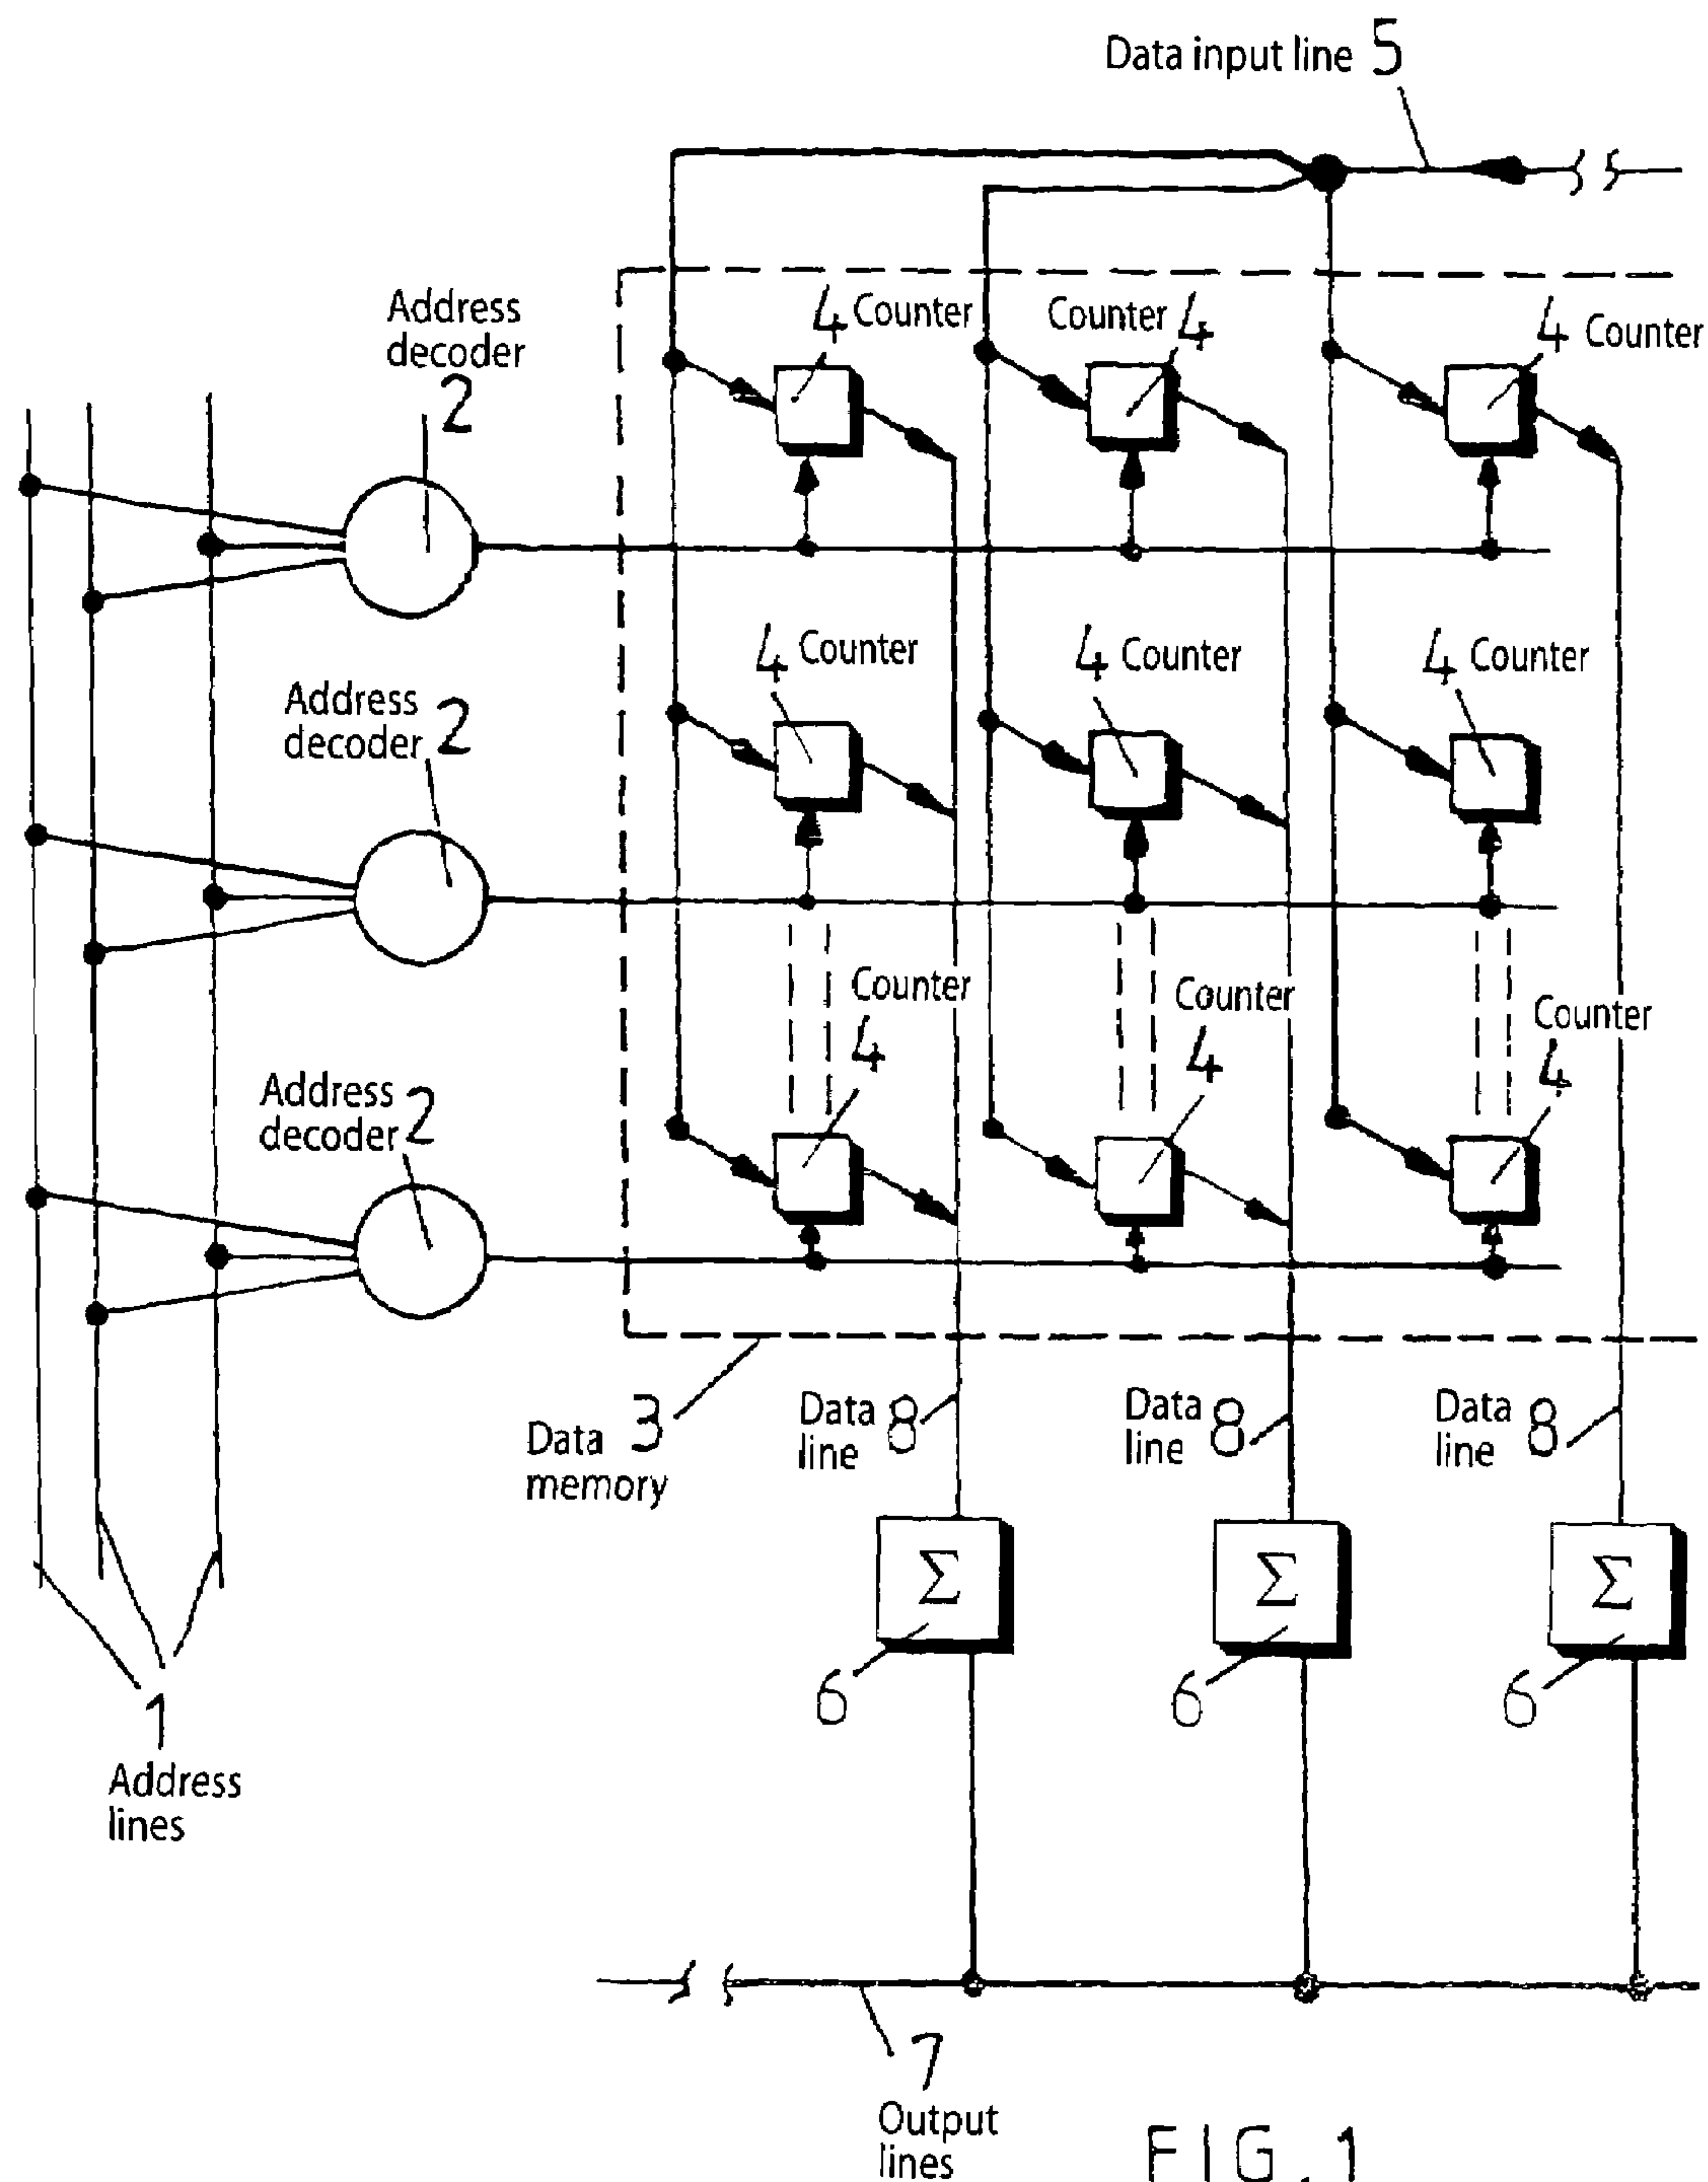 Data input line 5
Address
decoder
2
4 Counter
Counter 4
4 Counter
Address
decoder 2
4 Counter
4 Counter
4 Counter
Address
decoder 2
Counter
4
Counter
4
Counter
4
Data 3
memory
Data
line 8
Data
line 8
Data
line 8
Σ
Σ
Σ
6
6
6
1
Address
lines
7
Output
lines
FIG. 1